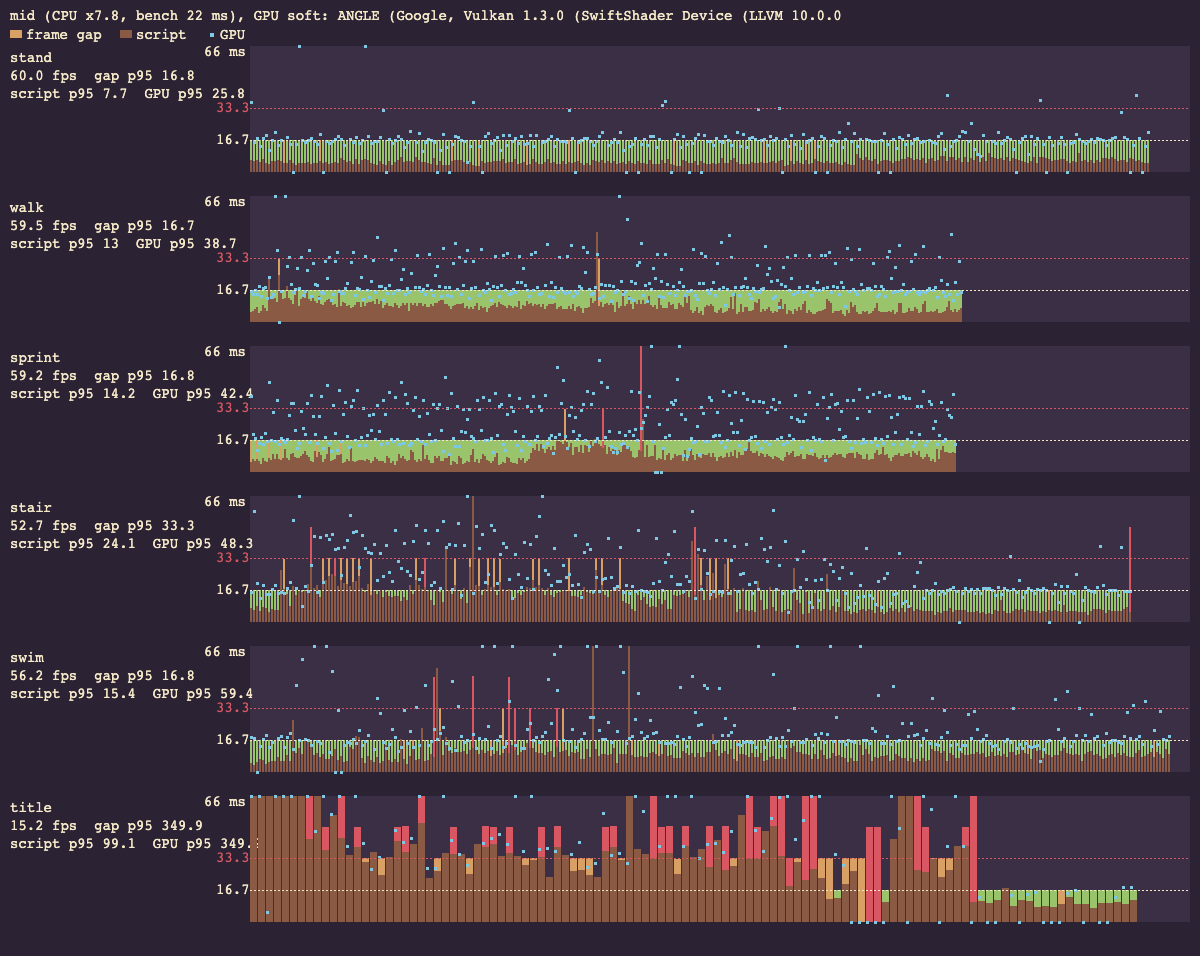 mid (CPU x7.8, bench 22 ms), GPU soft: ANGLE (Google, Vulkan 1.3.0 (SwiftShader Device (LLVM 10.0.0
frame gap script GPU
stand 66 ms
60.0 fps gap p95 16.8
script p95 7.7 GPU p95 25.8
33.3
16.7
walk 66 ms
59.5 fps gap p95 16.7
script p95 13 GPU p95 38.7
33.3
16.7
sprint 66 ms
59.2 fps gap p95 16.8
script p95 14.2 GPU p95 42.4
33.3
16.7
stair 66 ms
52.7 fps gap p95 33.3
script p95 24.1 GPU p95 48.3
33.3
16.7
swim 66 ms
56.2 fps gap p95 16.8
script p95 15.4 GPU p95 59.4
33.3
16.7
title 66 ms
15.2 fps gap p95 349.9
script p95 99.1 GPU p95 349.
33.3
16.7